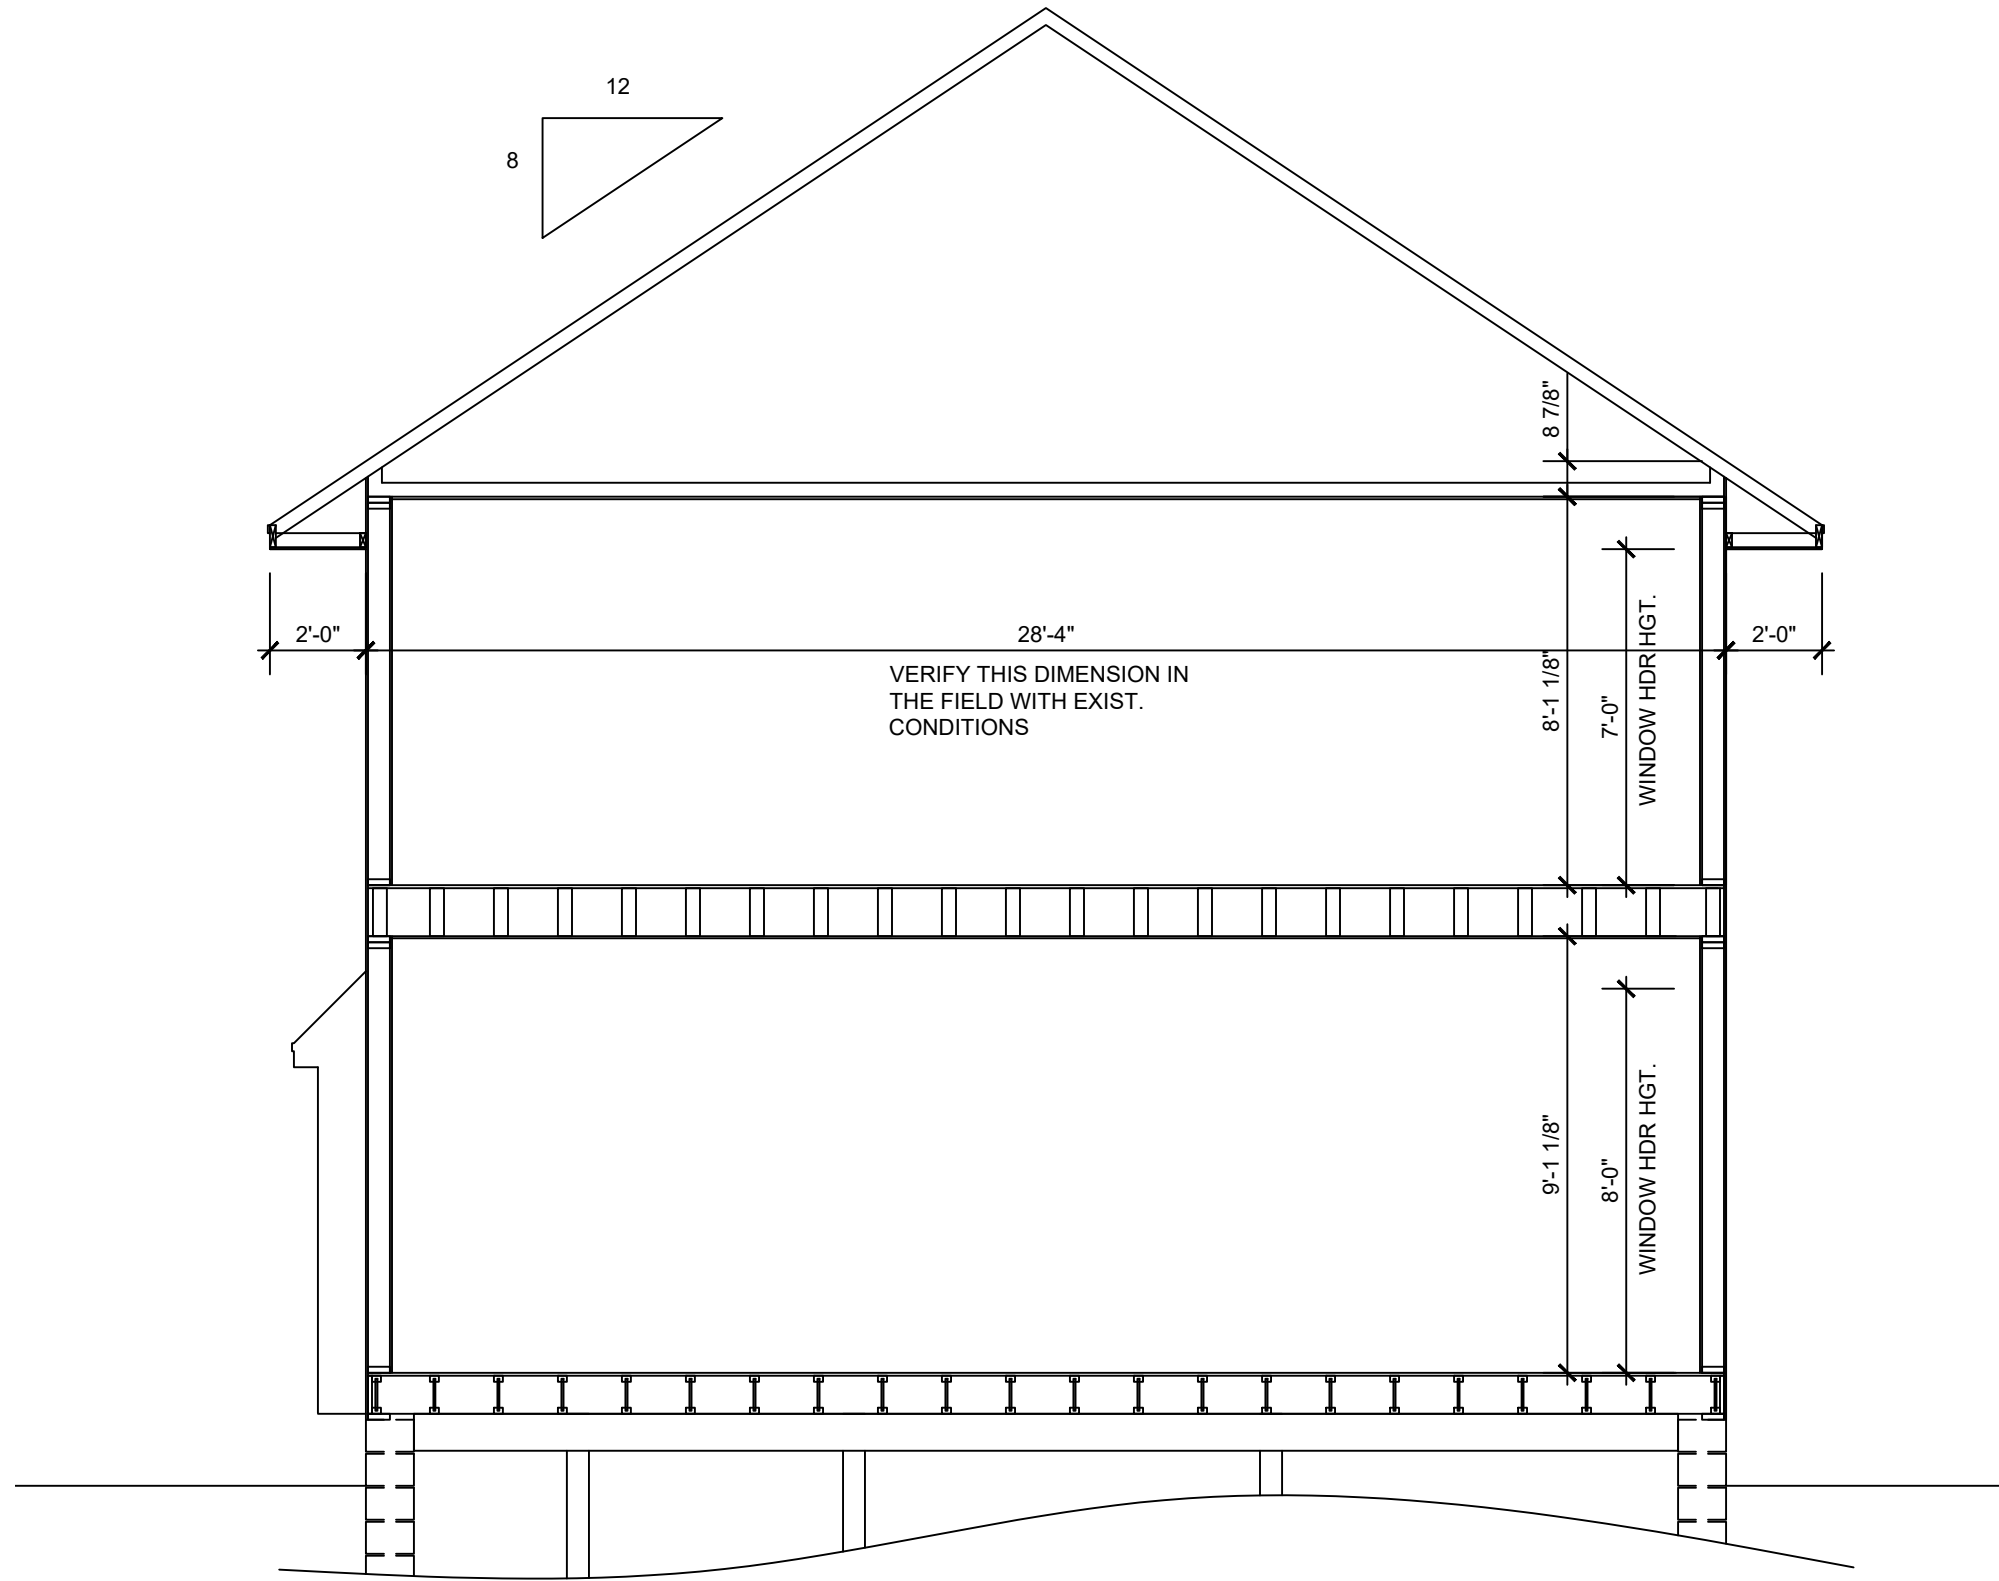 12
8
8 7/8"
2'-0"
28'-4"
2'-0"
VERIFY THIS DIMENSION IN
THE FIELD WITH EXIST.
CONDITIONS
8'-1 1/8"
7'-0"
WINDOW HDR HGT.
9'-1 1/8"
8'-0"
WINDOW HDR HGT.